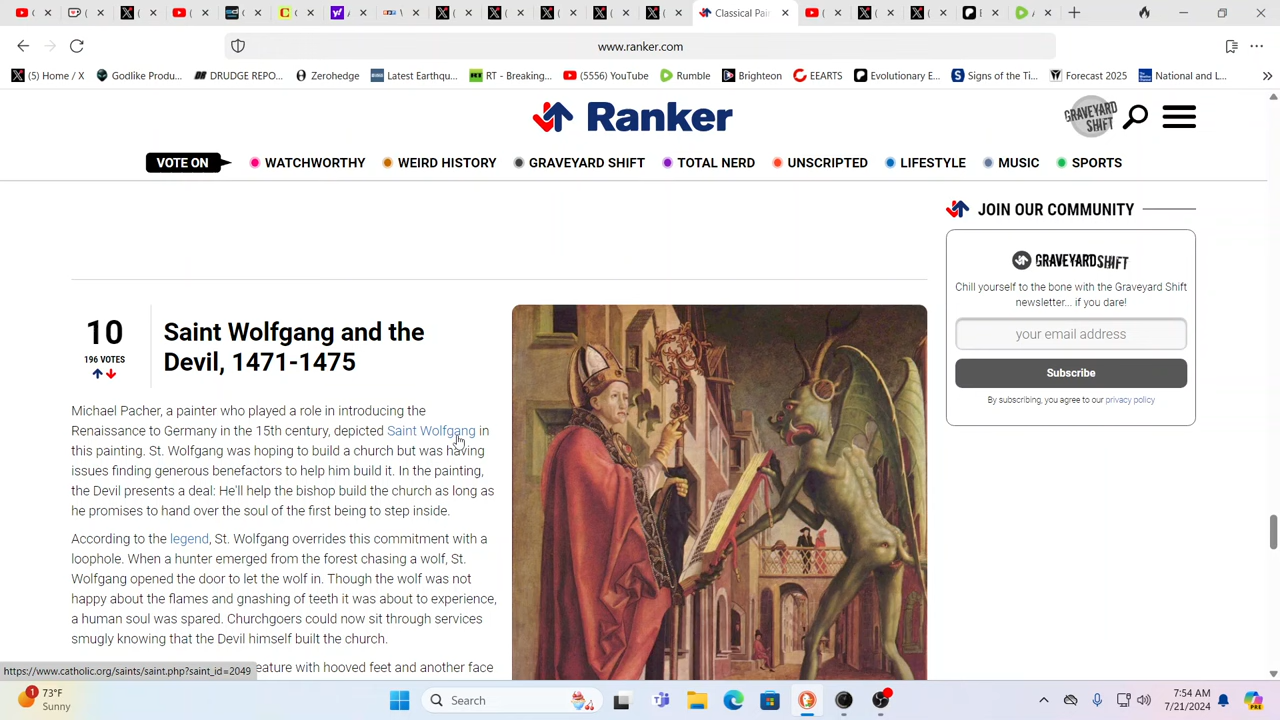 Classical Pai
www.ranker.com
(5) Home / X
Godlike Produ...
DRUDGE REPO...
Zerohedge
Latest Earthqu...
RT - Breaking...
(5556) YouTube
Rumble
Brighteon
EEARTS
Evolutionary E...
Signs of the Ti...
Forecast 2025
National and L...
Ranker
GRAVEYARD
SHIFT
VOTE ON
WATCHWORTHY
WEIRD HISTORY
GRAVEYARD SHIFT
TOTAL NERD
UNSCRIPTED
LIFESTYLE
MUSIC
SPORTS
JOIN OUR COMMUNITY
GRAVEYARDSHIFT
Chill yourself to the bone with the Graveyard Shift
newsletter... if you dare!
your email address
Subscribe
By subscribing, you agree to our privacy policy
10
196 VOTES
Saint Wolfgang and the
Devil, 1471-1475
Michael Pacher, a painter who played a role in introducing the
Renaissance to Germany in the 15th century, depicted Saint Wolfgang in
this painting. St. Wolfgang was hoping to build a church but was having
issues finding generous benefactors to help him build it. In the painting,
the Devil presents a deal: He'll help the bishop build the church as long as
he promises to hand over the soul of the first being to step inside.
According to the legend, St. Wolfgang overrides this commitment with a
loophole. When a hunter emerged from the forest chasing a wolf, St.
Wolfgang opened the door to let the wolf in. Though the wolf was not
happy about the flames and gnashing of teeth it was about to experience,
a human soul was spared. Churchgoers could now sit through services
smugly knowing that the Devil himself built the church.
eature with hooved feet and another face
https://www.catholic.org/saints/saint.php?saint_id=2049
1
73°F
Sunny
Search
7:54 AM
7/21/2024